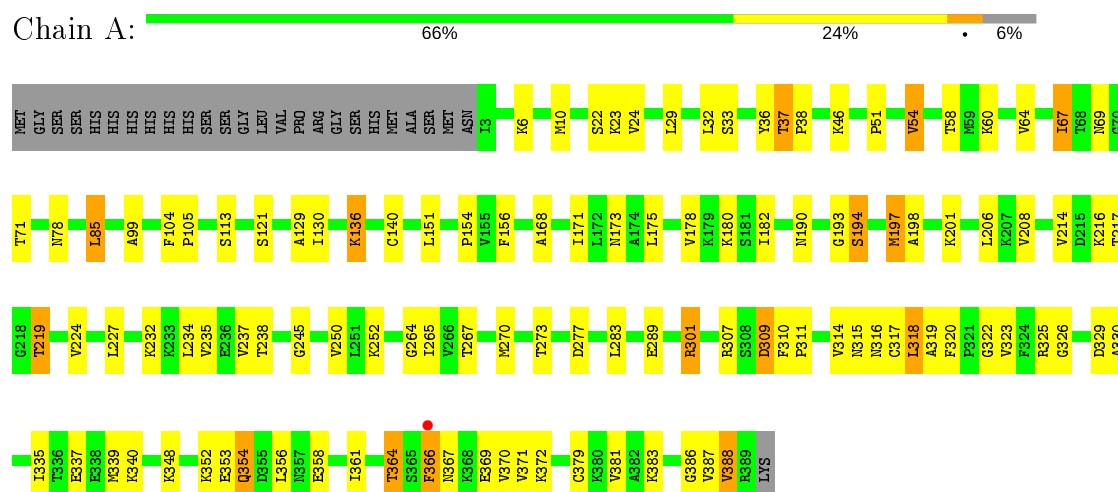 Chain A:
66% 24% • 6%
MET GLY SER SER HIS HIS HIS HIS HIS HIS HIS HIS SER SER GLY LEU VAL PRO ARG GLY SER HIS MET ALA SER MET ASN I3 K6 M10 S22 K23 V24 L29 L32 S33 Y36 T37 P38 K46 P51 V54 T58 M59 K60 V64 I67 T68 N69 G70
T71 N78 L85 A99 F104 P105 S113 S121 A129 I130 K136 C140 L151 P154 V155 F156 A168 I171 L172 N173 A174 L175 V178 K179 K180 S181 I182 N190 G193 S194 M197 A198 K201 L206 K207 V208 V214 D215 K216 T217
G218 T219 V224 L227 K232 K233 L234 V235 E236 V237 T238 G245 V250 L251 K252 G264 I265 V266 T267 M270 T273 D277 L283 E289 R301 R307 S308 D309 F310 P311 V314 N315 N316 C317 L318 A319 F320 P321 G322 V323 F324 R325 G326 D329 A330
I335 T336 E337 E338 M339 K340 K348 K352 E353 Q354 D355 L356 N357 E358 I361 T364 S365 F366 N367 K368 E369 V370 V371 K372 C379 K380 V381 A382 K383 G386 V387 V388 R389 LYS